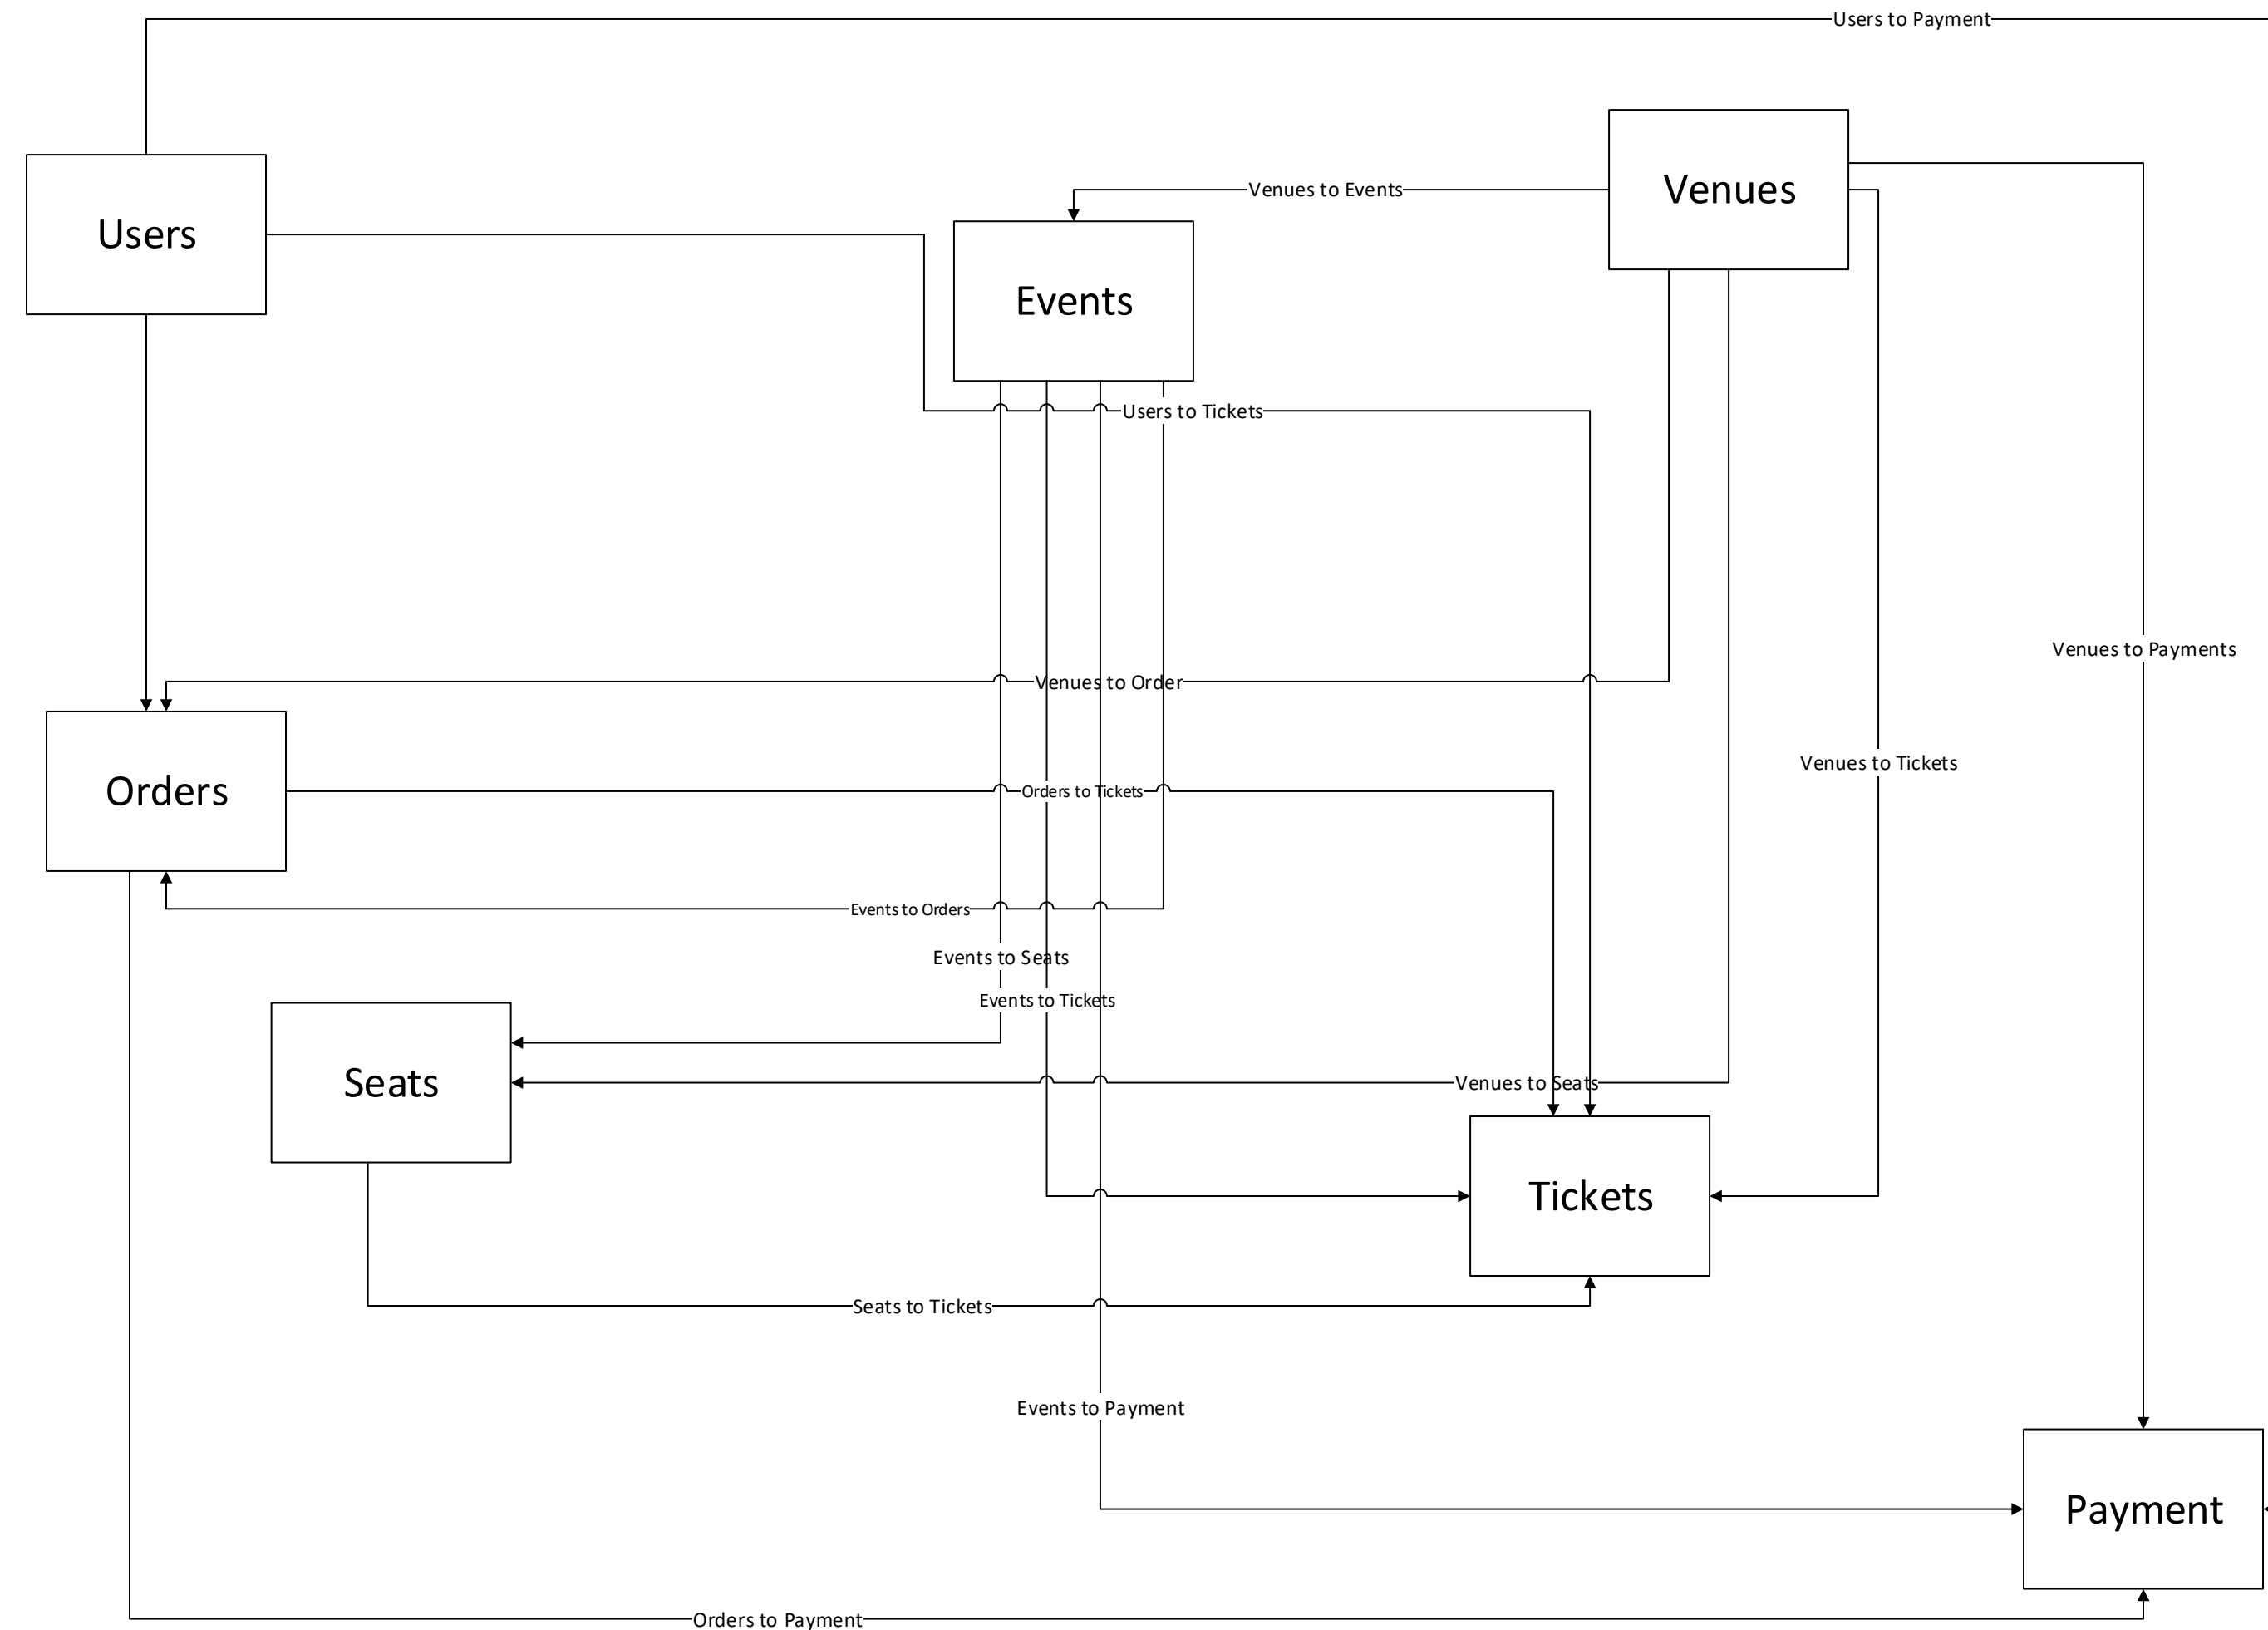 Users to Payment
Venues
Venues to Events
Users
Events
Users to Tickets
Venues to Payments
Venues to Order
Venues to Tickets
Orders
Orders to Tickets
Events to Orders
Events to Seats
Events to Tickets
Seats
Venues to Seats
Tickets
Seats to Tickets
Events to Payment
Payment
Orders to Payment